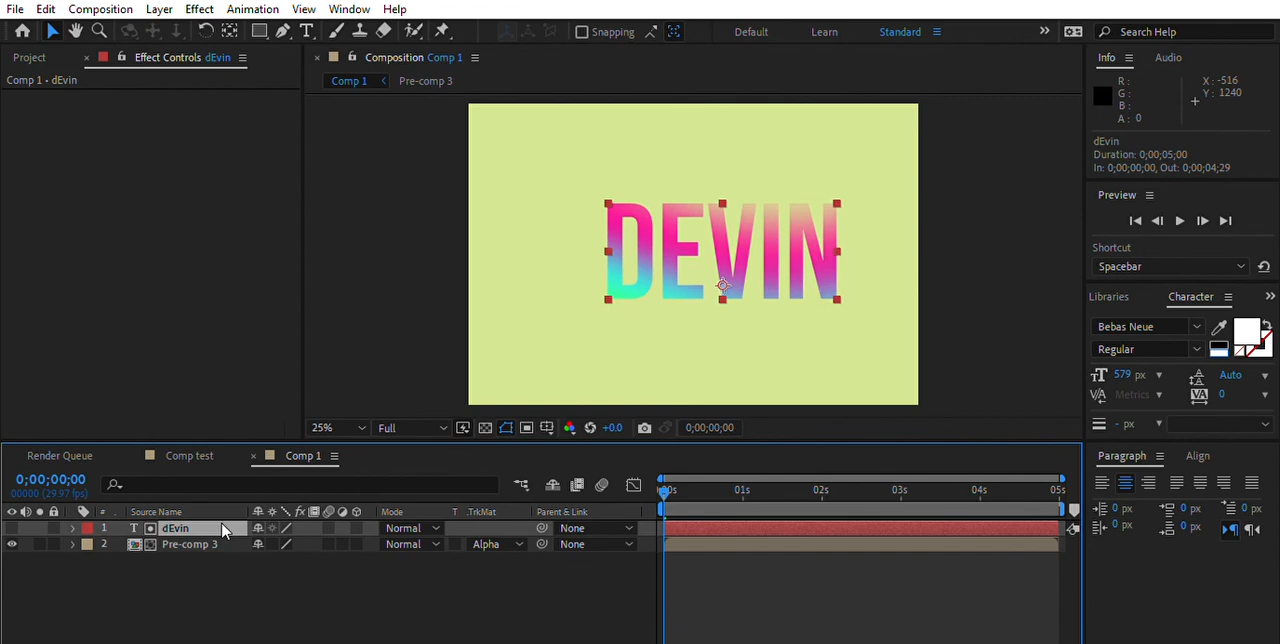 File Edit Composition Layer Effect Animation View Window Help
Snapping Default Learn Standard Search Help
Project Effect Controls dEvin Composition Comp 1 Info Audio
Comp 1 • dEvin Comp 1 Pre-comp 3
R : X : -516
G : Y : 1240
B :
A : 0
dEvin
Duration: 0;00;05;00
In: 0;00;00;00, Out: 0;00;04;29
DEVIN
Preview
Shortcut
Spacebar
Libraries Character
Bebas Neue
Regular
579 px Auto
Metrics 0
- px
25% Full +0.0 0;00;00;00
Render Queue Comp test Comp 1
Paragraph Align
0;00;00;00
00000 (29.97 fps)
:00s 01s 02s 03s 04s 05s
# Source Name fx Mode T .TrkMat Parent & Link
1 T dEvin Normal None
2 Pre-comp 3 Normal Alpha None
0 px 0 px 0 px
0 px 0 px